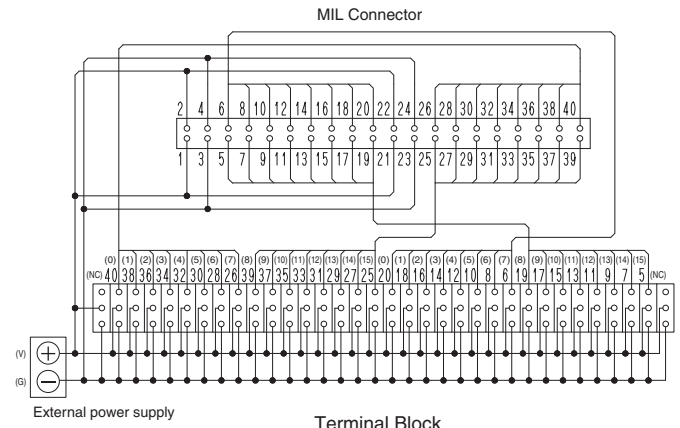 MIL Connector
2 4 6 8 10 12 14 16 18 20 22 24 26 28 30 32 34 36 38 40
1 3 5 7 9 11 13 15 17 19 21 23 25 27 29 31 33 35 37 39
(0) (1) (2) (3) (4) (5) (6) (7) (8) (9) (10) (11) (12) (13) (14) (15) (0) (1) (2) (3) (4) (5) (6) (7) (8) (9) (10) (11) (12) (13) (14) (15)
(NC) 40 38 36 34 32 30 28 26 39 37 35 33 31 29 27 25 20 18 16 14 12 10 8 6 19 17 15 13 11 9 7 5 (NC)
(V)
(G)
External power supply
Terminal Block